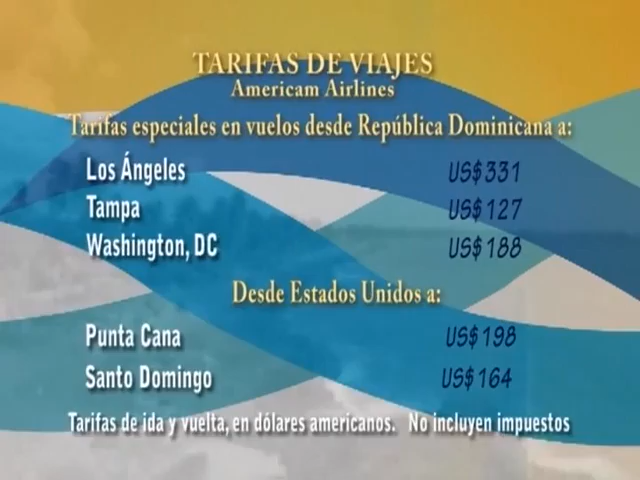 TARIFAS DE VIAJES
Americam Airlines
Tarifas especiales en vuelos desde República Dominicana a:
Los Ángeles US$331
Tampa US$127
Washington, DC US$188
Desde Estados Unidos a:
Punta Cana US$198
Santo Domingo US$164
Tarifas de ida y vuelta, en dólares americanos. No incluyen impuestos